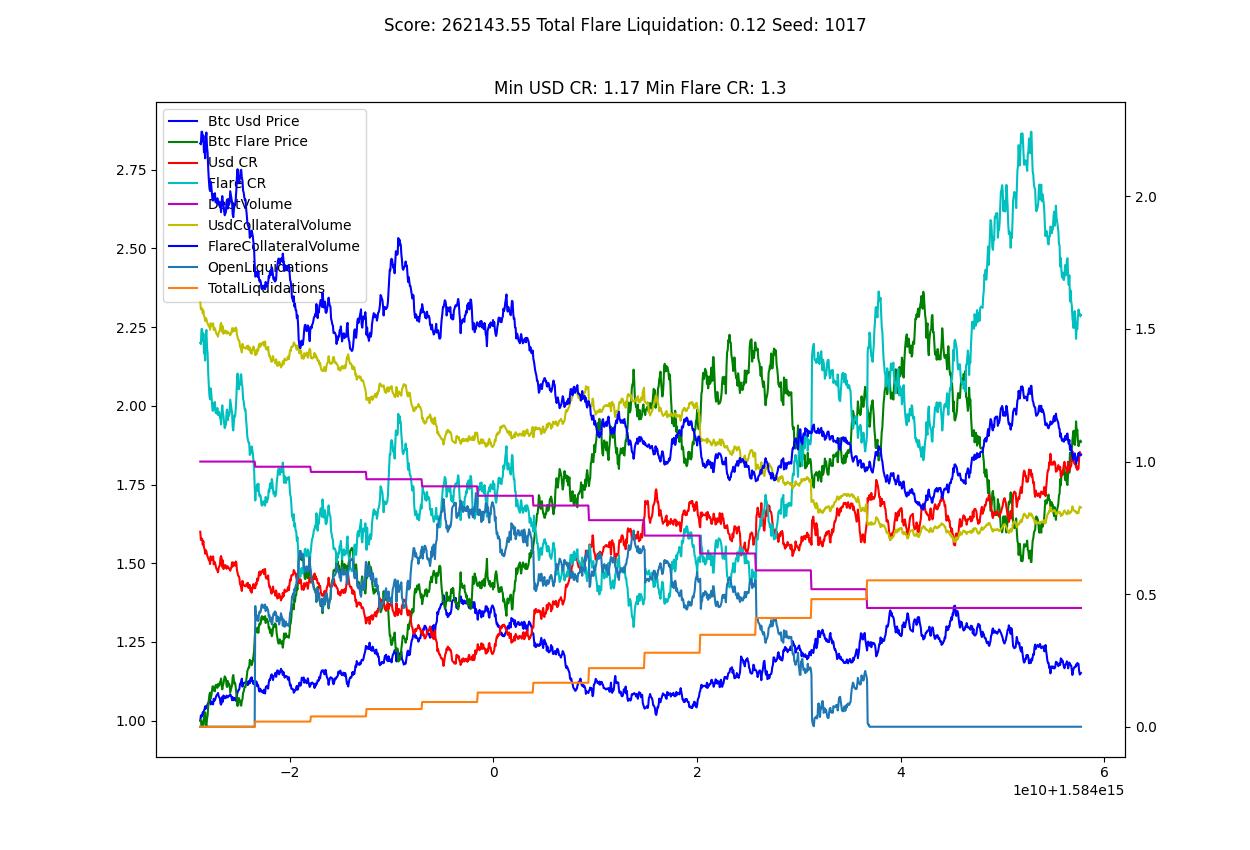 Score: 262143.55 Total Flare Liquidation: 0.12 Seed: 1017
Min USD CR: 1.17 Min Flare CR: 1.3
Btc Usd Price
Btc Flare Price
Usd CR
Flare CR
DebtVolume
UsdCollateralVolume
FlareCollateralVolume
OpenLiquidations
TotalLiquidations
2.75
2.50
2.25
2.00
1.75
1.50
1.25
1.00
2.0
1.5
1.0
0.5
0.0
−2
0
2
4
6
1e10+1.584e15